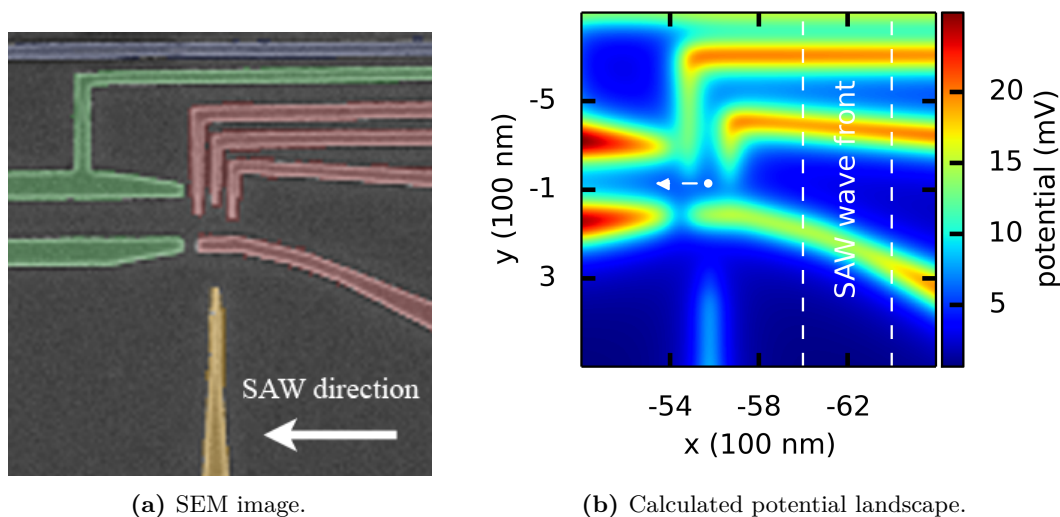 SAW direction
(a) SEM image.
y (100 nm)
-5
-1
3
SAW wave front
-54
-58
-62
x (100 nm)
20
15
10
5
potential (mV)
(b) Calculated potential landscape.